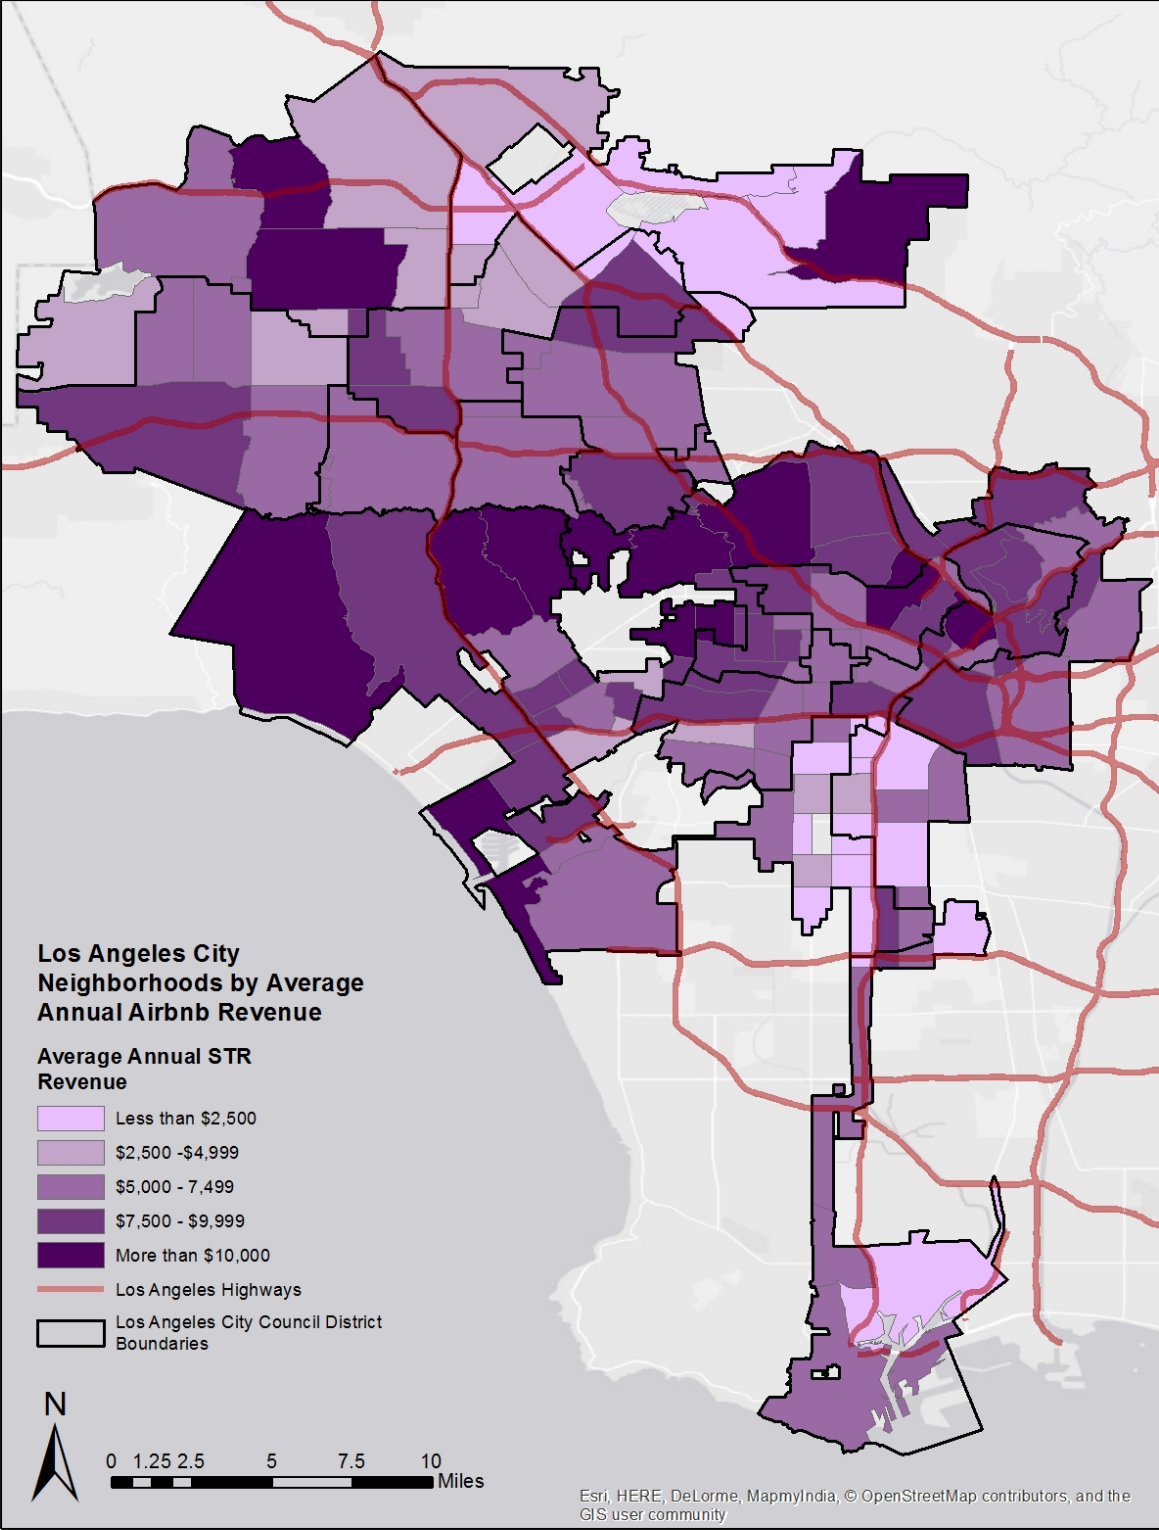 Los Angeles City
Neighborhoods by Average
Annual Airbnb Revenue
Average Annual STR
Revenue
Less than $2,500
$2,500 -$4,999
$5,000 - 7,499
$7,500 - $9,999
More than $10,000
Los Angeles Highways
Los Angeles City Council District
Boundaries
N
0 1.25 2.5 5 7.5 10
Miles
Esri, HERE, DeLorme, MapmyIndia, © OpenStreetMap contributors, and the
GIS user community